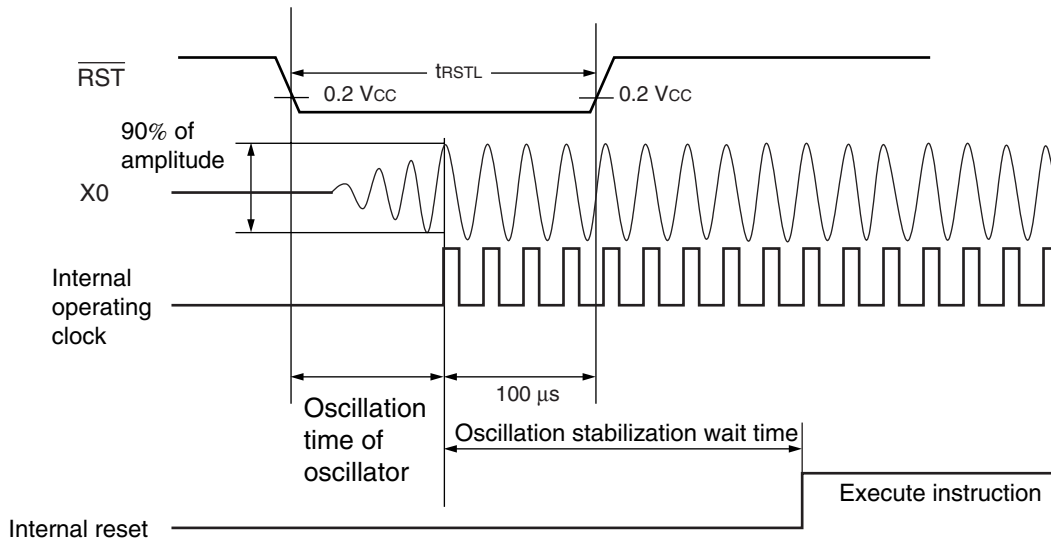 RST
tRSTL
0.2 VCC
0.2 VCC
90% of
amplitude
X0
Internal
operating
clock
100 μs
Oscillation
time of
oscillator
Oscillation stabilization wait time
Execute instruction
Internal reset